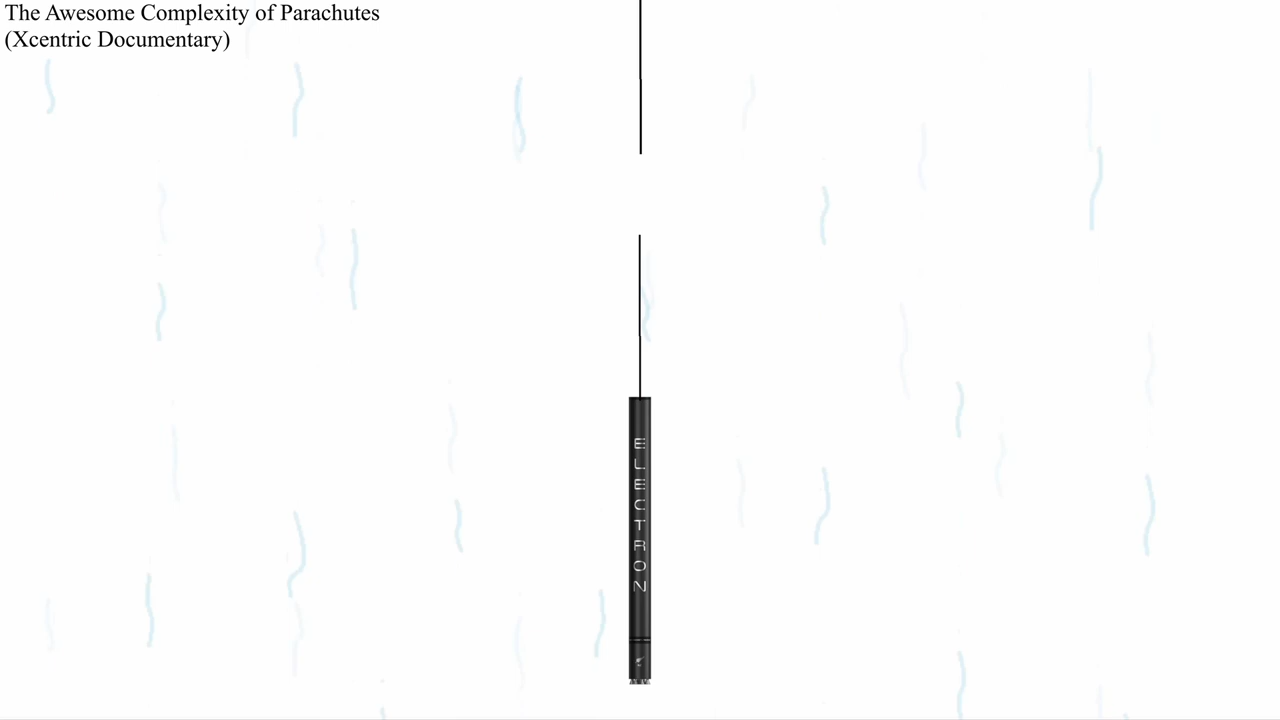 The Awesome Complexity of Parachutes
(Xcentric Documentary)
ELECTRON